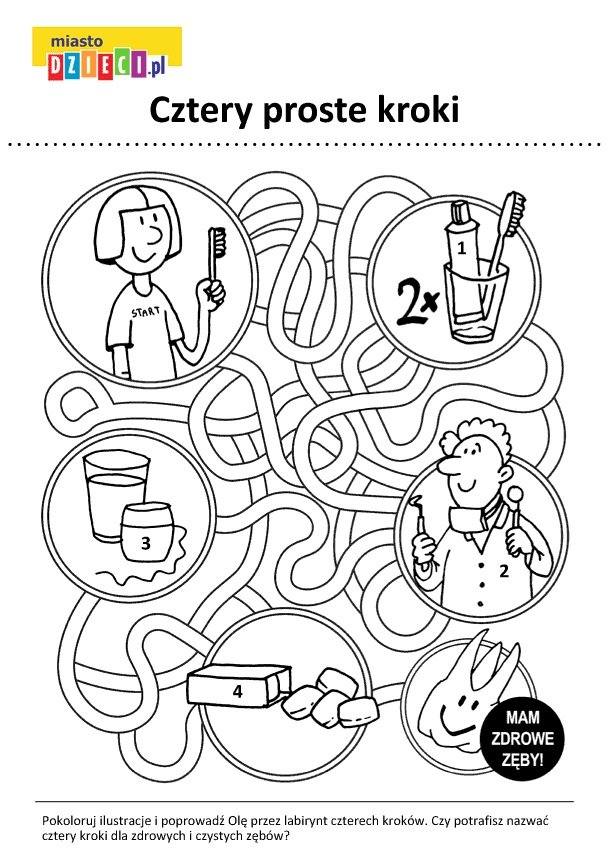 miasto
DZIECI.pl
Cztery proste kroki
START
1
2x
3
2
4
MAM
ZDROWE
ZĘBY!
Pokoloruj ilustracje i poprowadź Olę przez labirynt czterech kroków. Czy potrafisz nazwać
cztery kroki dla zdrowych i czystych zębów?